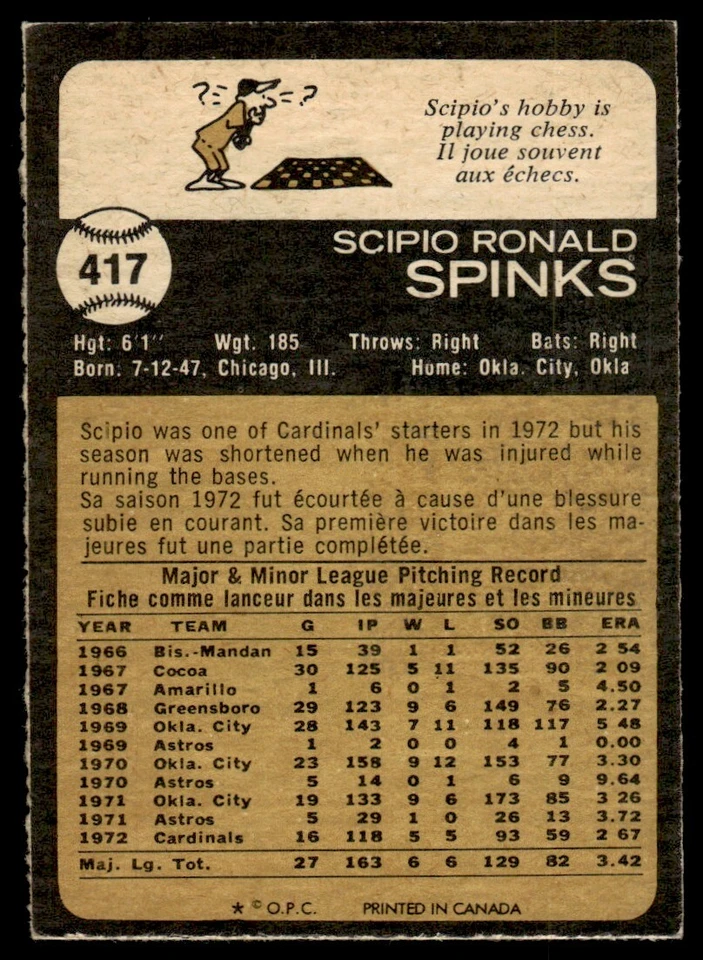 ?= =?
Scipio's hobby is
playing chess.
Il joue souvent
aux échecs.
417
SCIPIO RONALD
SPINKS
Hgt: 6'1" Wgt. 185 Throws: Right Bats: Right
Born: 7-12-47, Chicago, Ill. Home: Okla. City, Okla
Scipio was one of Cardinals' starters in 1972 but his
season was shortened when he was injured while
running the bases.
Sa saison 1972 fut écourtée à cause d'une blessure
subie en courant. Sa première victoire dans les ma-
jeures fut une partie complétée.
Major & Minor League Pitching Record
Fiche comme lanceur dans les majeures et les mineures
YEAR TEAM G IP W L SO BB ERA
1966 Bis.-Mandan 15 39 1 1 52 26 2 54
1967 Cocoa 30 125 5 11 135 90 2 09
1967 Amarillo 1 6 0 1 2 5 4.50
1968 Greensboro 29 123 9 6 149 76 2.27
1969 Okla. City 28 143 7 11 118 117 5 48
1969 Astros 1 2 0 0 4 1 0.00
1970 Okla. City 23 158 9 12 153 77 3.30
1970 Astros 5 14 0 1 6 9 9.64
1971 Okla. City 19 133 9 6 173 85 3 26
1971 Astros 5 29 1 0 26 13 3.72
1972 Cardinals 16 118 5 5 93 59 2 67
Maj. Lg. Tot. 27 163 6 6 129 82 3.42
* © O.P.C. PRINTED IN CANADA